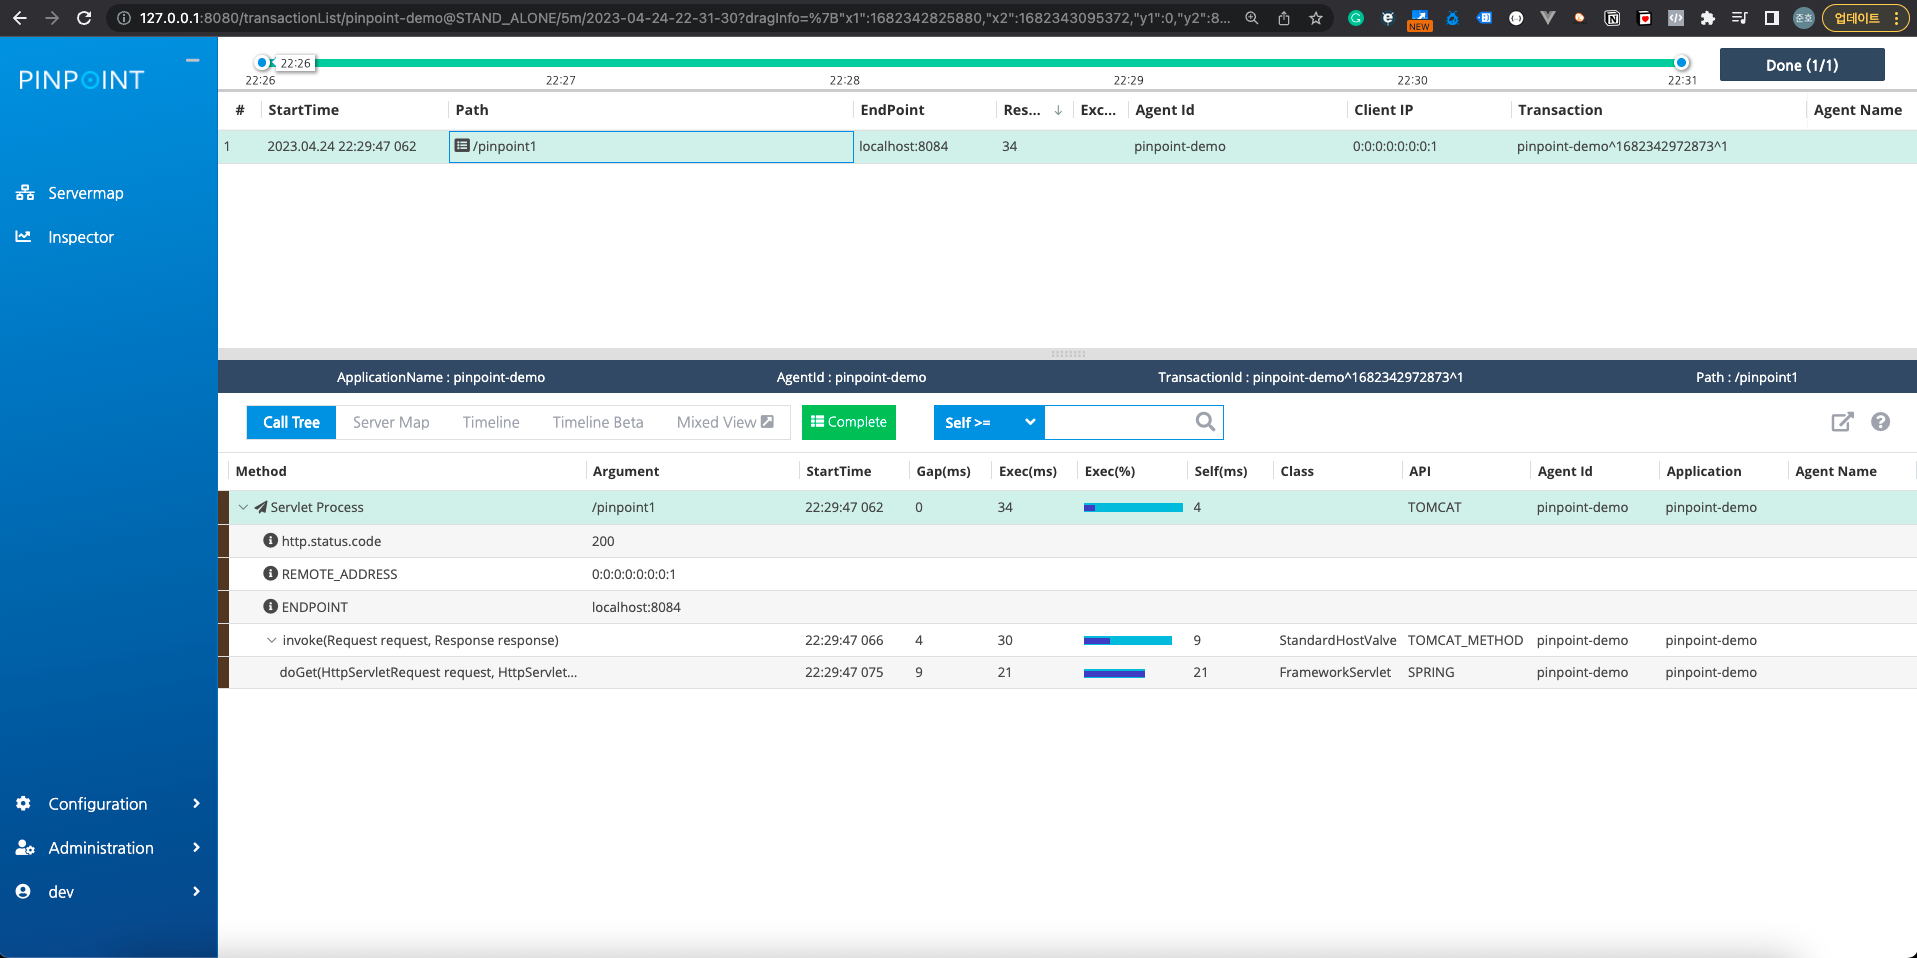 127.0.0.1:8080/transactionList/pinpoint-demo@STAND_ALONE/5m/2023-04-24-22-31-30?dragInfo=%7B"x1":1682342825880,"x2":1682343095372,"y1":0,"y2":8...
NEW
준호
업데이트
PINPOINT
22:26
22:26 22:27 22:28 22:29 22:30 22:31
Done (1/1)
# StartTime Path EndPoint Res... Exc... Agent Id Client IP Transaction Agent Name
1 2023.04.24 22:29:47 062 /pinpoint1 localhost:8084 34 pinpoint-demo 0:0:0:0:0:0:0:1 pinpoint-demo^1682342972873^1
Servermap
Inspector
ApplicationName : pinpoint-demo AgentId : pinpoint-demo TransactionId : pinpoint-demo^1682342972873^1 Path : /pinpoint1
Call Tree Server Map Timeline Timeline Beta Mixed View Complete Self >=
Method Argument StartTime Gap(ms) Exec(ms) Exec(%) Self(ms) Class API Agent Id Application Agent Name
Servlet Process /pinpoint1 22:29:47 062 0 34 4 TOMCAT pinpoint-demo pinpoint-demo
http.status.code 200
REMOTE_ADDRESS 0:0:0:0:0:0:0:1
ENDPOINT localhost:8084
invoke(Request request, Response response) 22:29:47 066 4 30 9 StandardHostValve TOMCAT_METHOD pinpoint-demo pinpoint-demo
doGet(HttpServletRequest request, HttpServlet... 22:29:47 075 9 21 21 FrameworkServlet SPRING pinpoint-demo pinpoint-demo
Configuration
Administration
dev